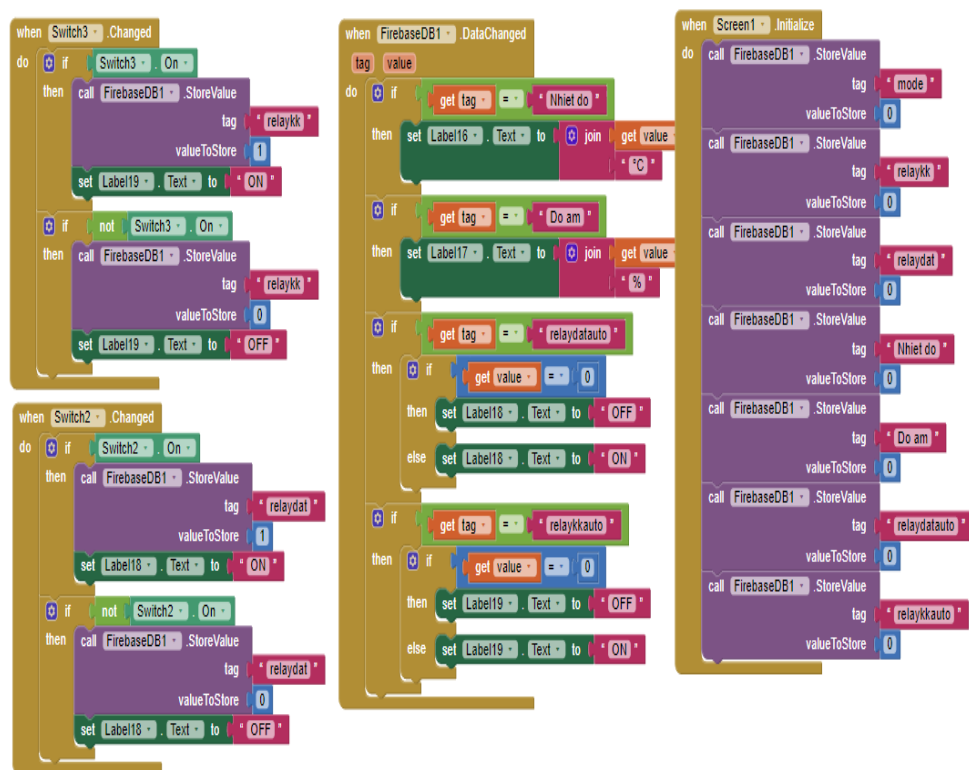 when Switch3 .Changed
do if Switch3 . On
then call FirebaseDB1 .StoreValue
tag " relaykk "
valueToStore 1
set Label19 . Text to " ON "
if not Switch3 . On
then call FirebaseDB1 .StoreValue
tag " relaykk "
valueToStore 0
set Label19 . Text to " OFF "
when Switch2 .Changed
do if Switch2 . On
then call FirebaseDB1 .StoreValue
tag " relaydat "
valueToStore 1
set Label18 . Text to " ON "
if not Switch2 . On
then call FirebaseDB1 .StoreValue
tag " relaydat "
valueToStore 0
set Label18 . Text to " OFF "
when FirebaseDB1 .DataChanged
tag value
do if get tag = " Nhiet do "
then set Label16 . Text to join get value
" °C "
if get tag = " Do am "
then set Label17 . Text to join get value
" % "
if get tag = " relaydatauto "
then if get value = 0
then set Label18 . Text to " OFF "
else set Label18 . Text to " ON "
if get tag = " relaykkauto "
then if get value = 0
then set Label19 . Text to " OFF "
else set Label19 . Text to " ON "
when Screen1 .Initialize
do call FirebaseDB1 .StoreValue
tag " mode "
valueToStore 0
call FirebaseDB1 .StoreValue
tag " relaykk "
valueToStore 0
call FirebaseDB1 .StoreValue
tag " relaydat "
valueToStore 0
call FirebaseDB1 .StoreValue
tag " Nhiet do "
valueToStore 0
call FirebaseDB1 .StoreValue
tag " Do am "
valueToStore 0
call FirebaseDB1 .StoreValue
tag " relaydatauto "
valueToStore 0
call FirebaseDB1 .StoreValue
tag " relaykkauto "
valueToStore 0